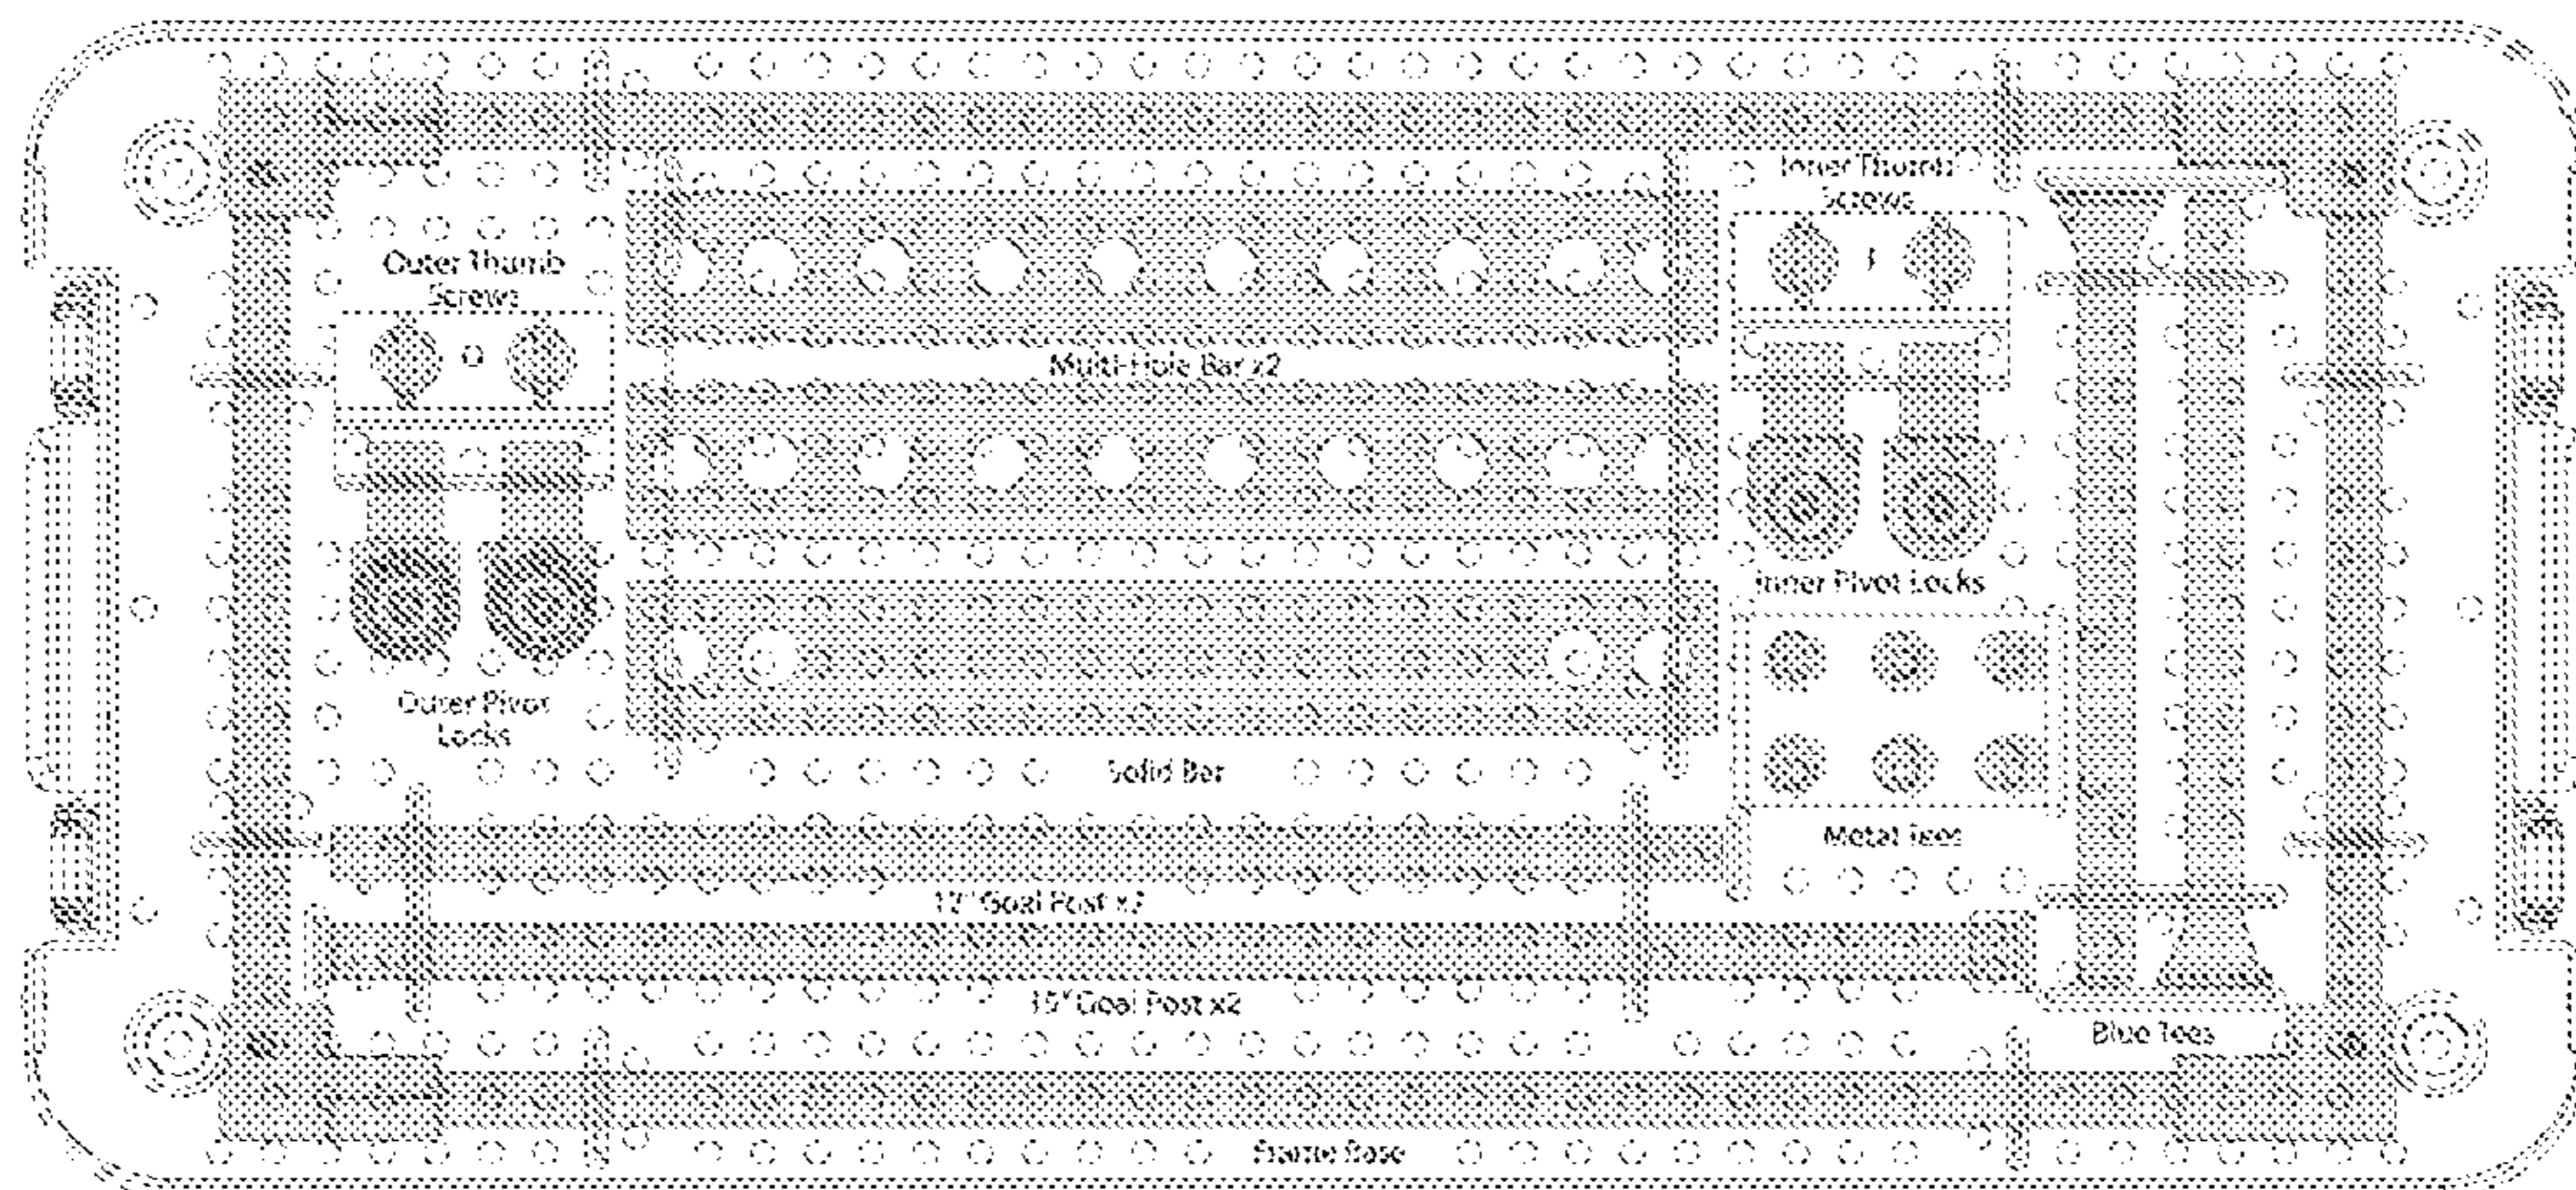 Inner Thumb
Screws
Outer Thumb
Screws
O
I
Multi-Hole Bar x2
Inner Pivot Locks
Outer Pivot
Locks
Solid Bar
Metal Tees
12" Goal Post x2
15" Goal Post x2
Blue Tees
Frame Base